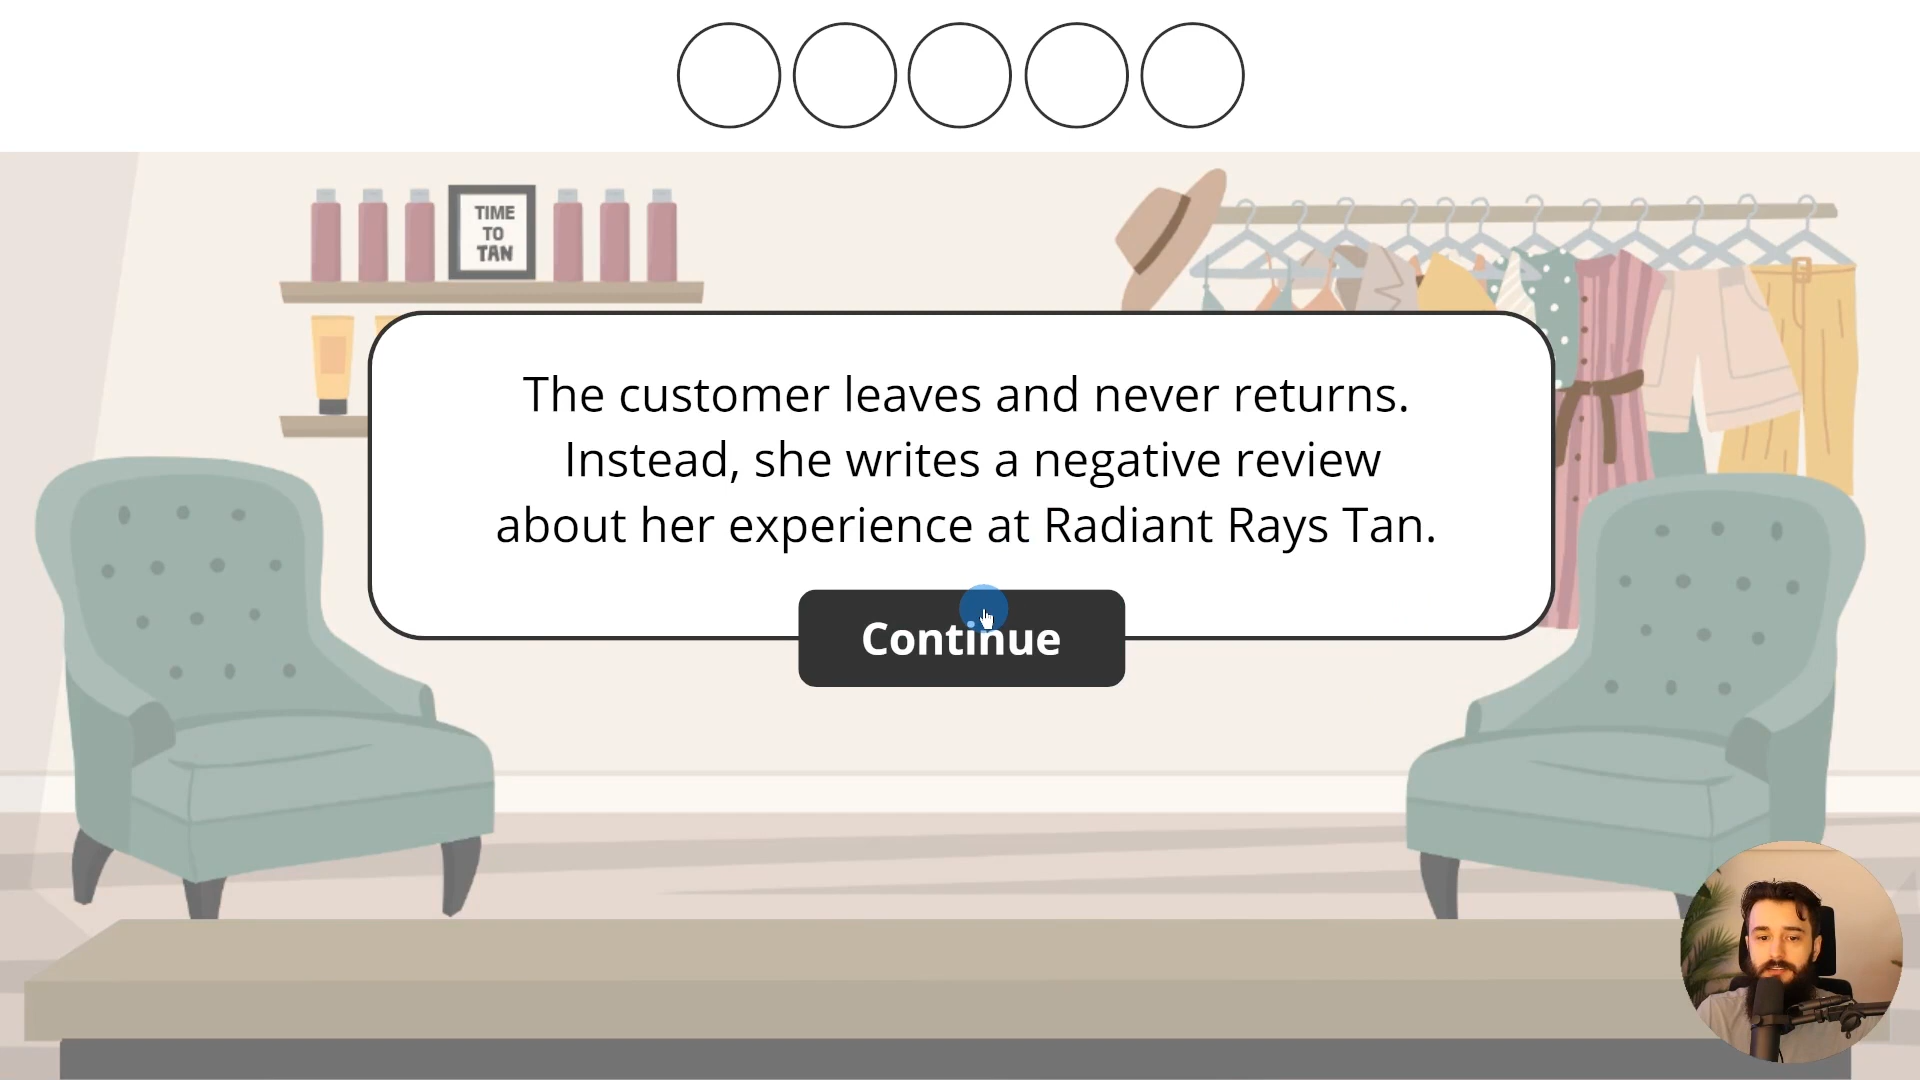 TIME
TO
TAN
The customer leaves and never returns.
Instead, she writes a negative review
about her experience at Radiant Rays Tan.
Continue